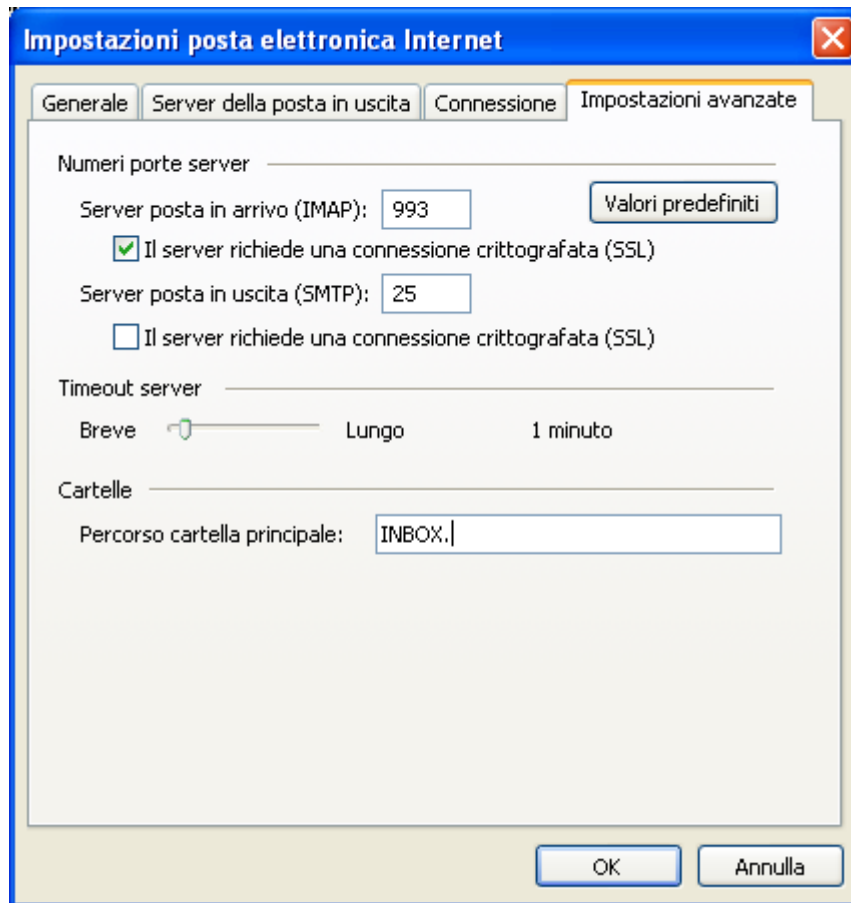 Impostazioni posta elettronica Internet
Generale Server della posta in uscita Connessione Impostazioni avanzate
Numeri porte server
Server posta in arrivo (IMAP): 993 Valori predefiniti
Il server richiede una connessione crittografata (SSL)
Server posta in uscita (SMTP): 25
Il server richiede una connessione crittografata (SSL)
Timeout server
Breve Lungo 1 minuto
Cartelle
Percorso cartella principale: INBOX.
OK Annulla